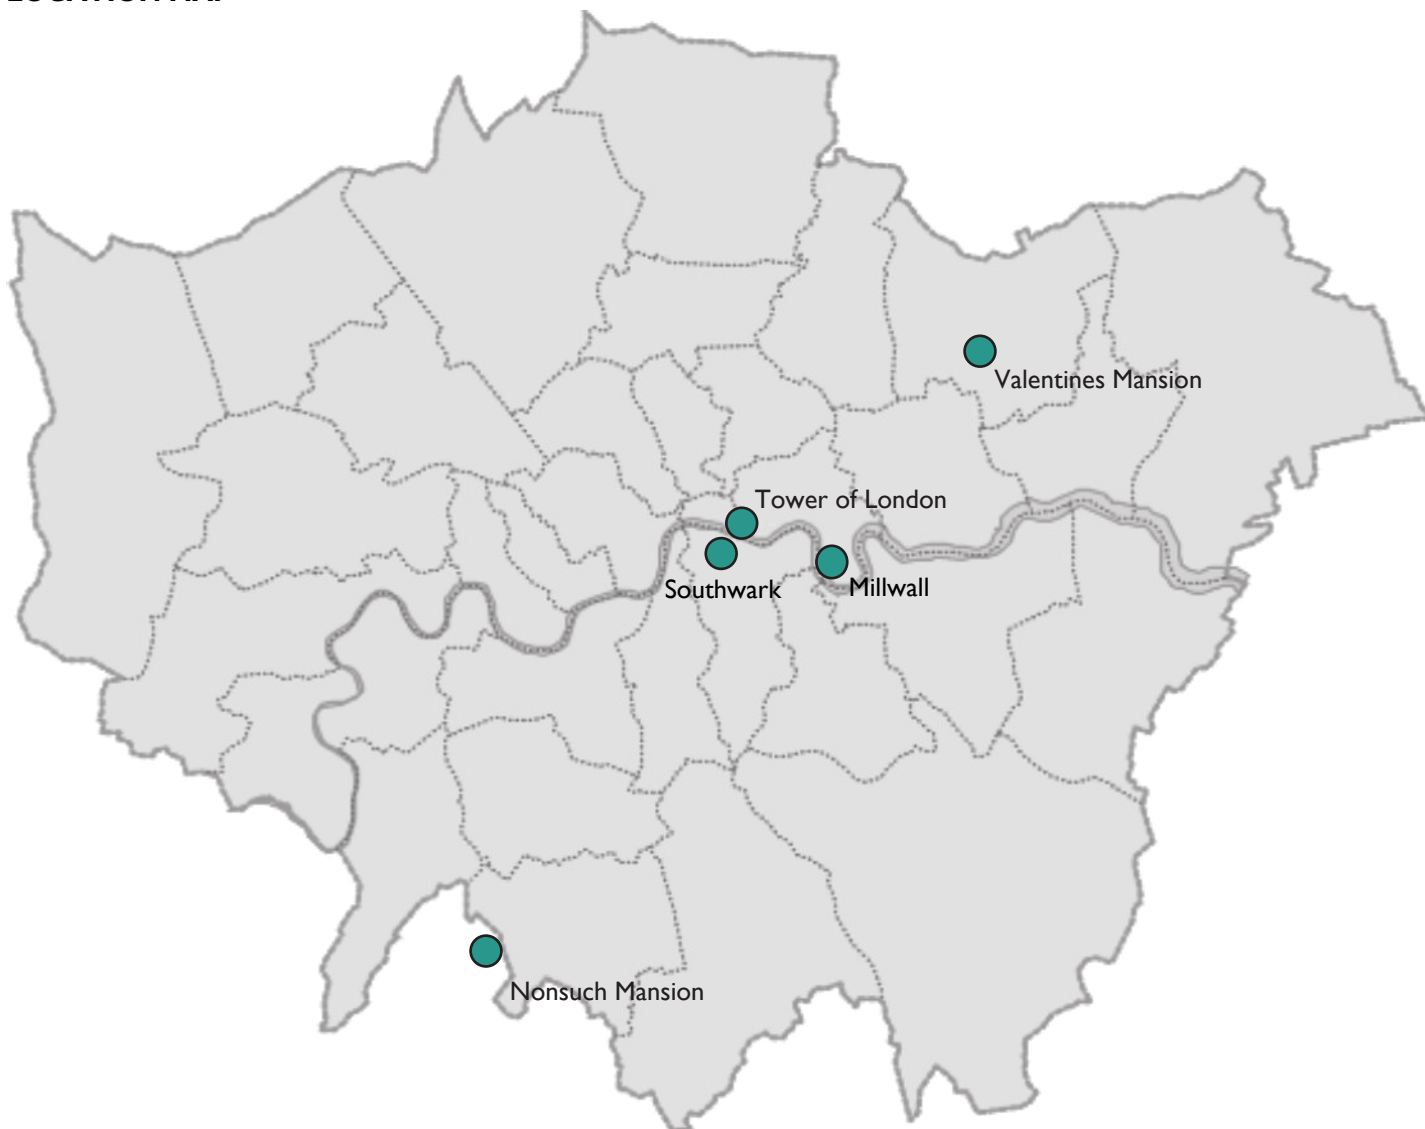 Valentines Mansion
Tower of London
Southwark
Millwall
Nonsuch Mansion